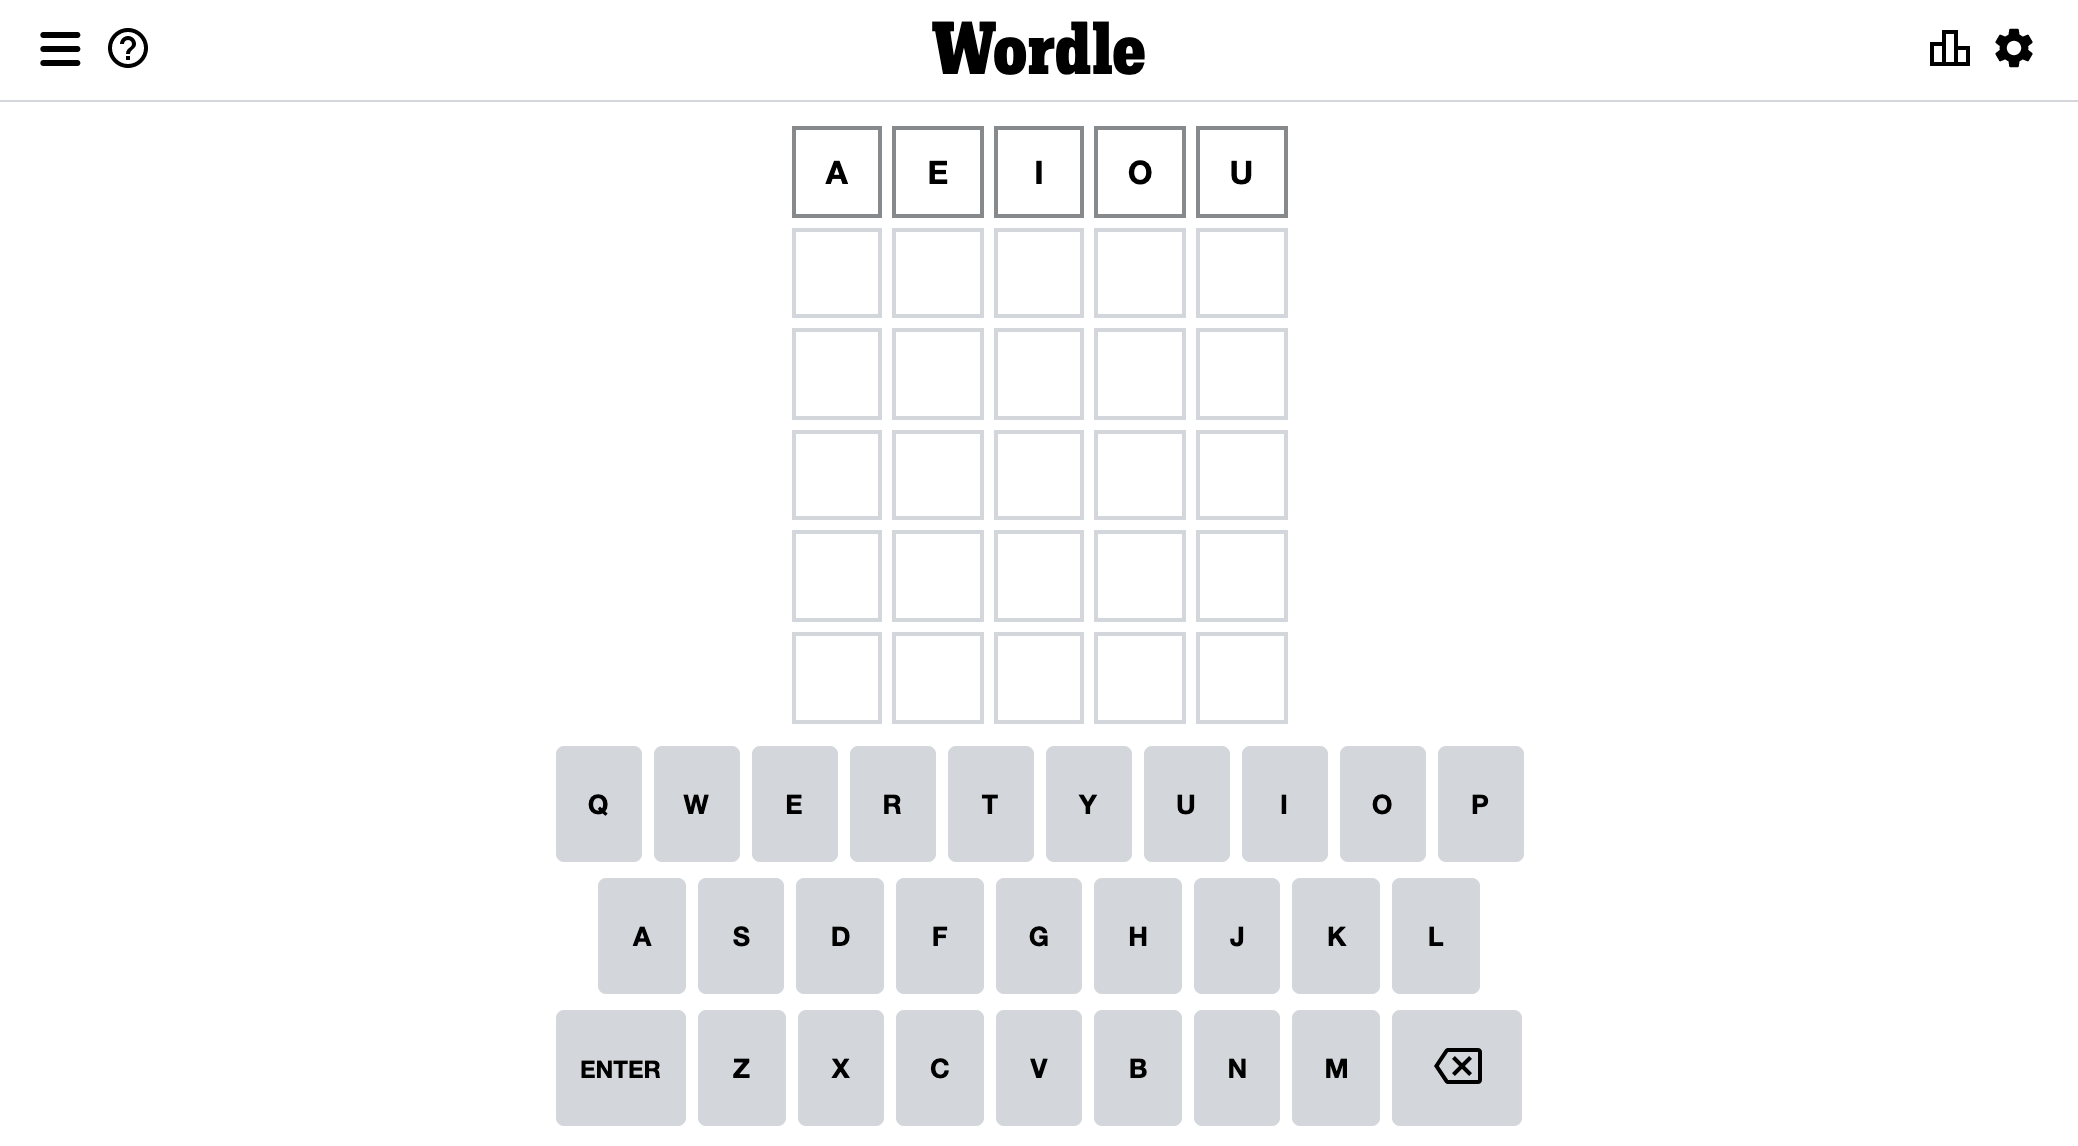 Wordle
A E I O U
Q W E R T Y U I O P
A S D F G H J K L
ENTER Z X C V B N M